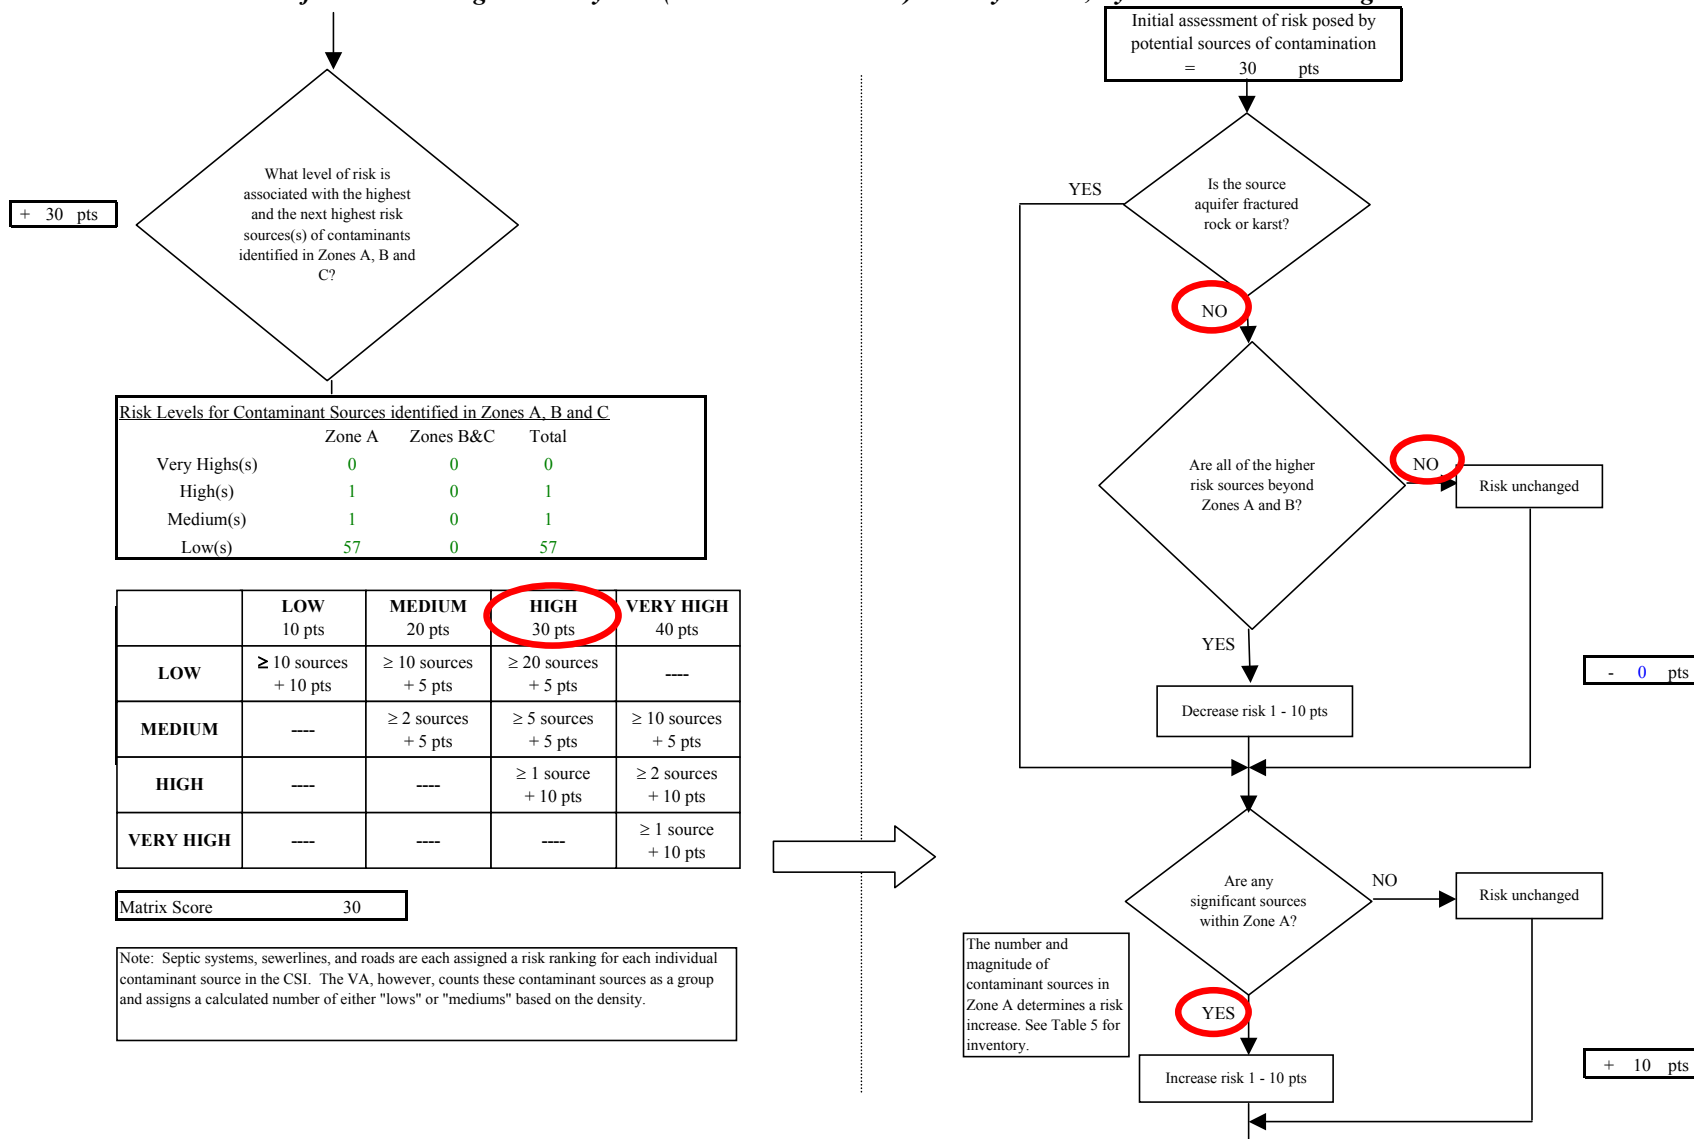 What level of risk is
associated with the highest
and the next highest risk
sources(s) of contaminants
identified in Zones A, B and
C?
+ 30 pts
Risk Levels for Contaminant Sources identified in Zones A, B and C
Zone A Zones B&C Total
Very Highs(s) 0 0 0
High(s) 1 0 1
Medium(s) 1 0 1
Low(s) 57 0 57
LOW MEDIUM HIGH VERY HIGH
10 pts 20 pts 30 pts 40 pts
LOW ≥ 10 sources ≥ 10 sources ≥ 20 sources ----
+ 10 pts + 5 pts + 5 pts
MEDIUM ---- ≥ 2 sources ≥ 5 sources ≥ 10 sources
+ 5 pts + 5 pts + 5 pts
HIGH ---- ---- ≥ 1 source ≥ 2 sources
+ 10 pts + 10 pts
VERY HIGH ---- ---- ---- ≥ 1 source
+ 10 pts
Matrix Score 30
Note: Septic systems, sewerlines, and roads are each assigned a risk ranking for each individual
contaminant source in the CSI. The VA, however, counts these contaminant sources as a group
and assigns a calculated number of either "lows" or "mediums" based on the density.
Initial assessment of risk posed by
potential sources of contamination
= 30 pts
Is the source
aquifer fractured
rock or karst?
YES
NO
Are all of the higher
risk sources beyond
Zones A and B?
NO
Risk unchanged
YES
- 0 pts
Decrease risk 1 - 10 pts
Are any
significant sources
within Zone A?
NO
Risk unchanged
The number and
magnitude of
contaminant sources in
Zone A determines a risk
increase. See Table 5 for
inventory.
YES
+ 10 pts
Increase risk 1 - 10 pts